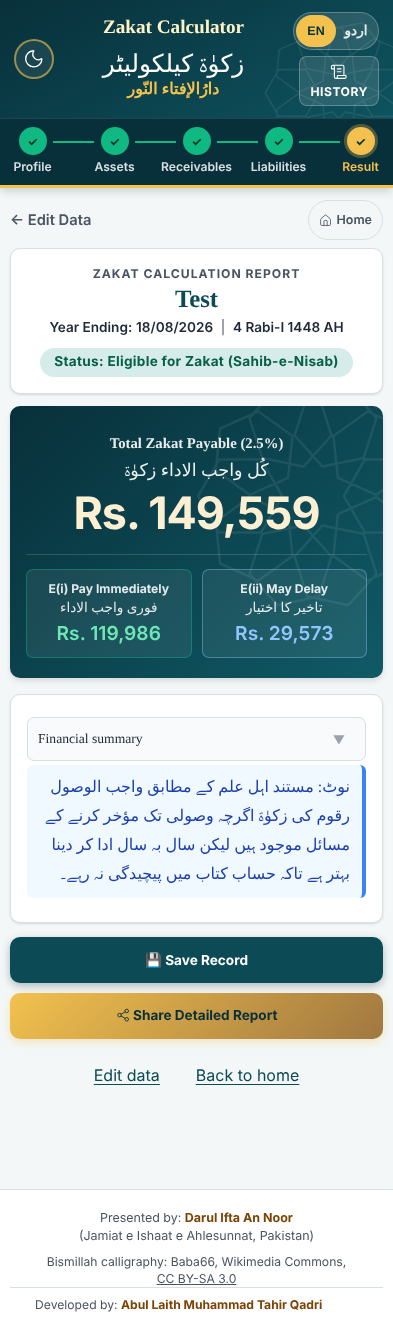 Zakat Calculator
زکوٰۃ کیلکولیٹر
دارُالإفتاء النّور
EN
اردو
HISTORY
Profile
Assets
Receivables
Liabilities
Result
← Edit Data
Home
ZAKAT CALCULATION REPORT
Test
Year Ending: 18/08/2026 | 4 Rabi-I 1448 AH
Status: Eligible for Zakat (Sahib-e-Nisab)
Total Zakat Payable (2.5%)
کُل واجب الاداء زکوٰۃ
Rs. 149,559
E(i) Pay Immediately
فوری واجب الاداء
Rs. 119,986
E(ii) May Delay
تاخیر کا اختیار
Rs. 29,573
Financial summary ▼
نوٹ: مستند اہل علم کے مطابق واجب الوصول
رقوم کی زکوٰۃ اگرچہ وصولی تک مؤخر کرنے کے
مسائل موجود ہیں لیکن سال بہ سال ادا کر دینا
بہتر ہے تاکہ حساب کتاب میں پیچیدگی نہ رہے۔
💾 Save Record
Share Detailed Report
Edit data
Back to home
Presented by: Darul Ifta An Noor
(Jamiat e Ishaat e Ahlesunnat, Pakistan)
Bismillah calligraphy: Baba66, Wikimedia Commons,
CC BY-SA 3.0
Developed by: Abul Laith Muhammad Tahir Qadri